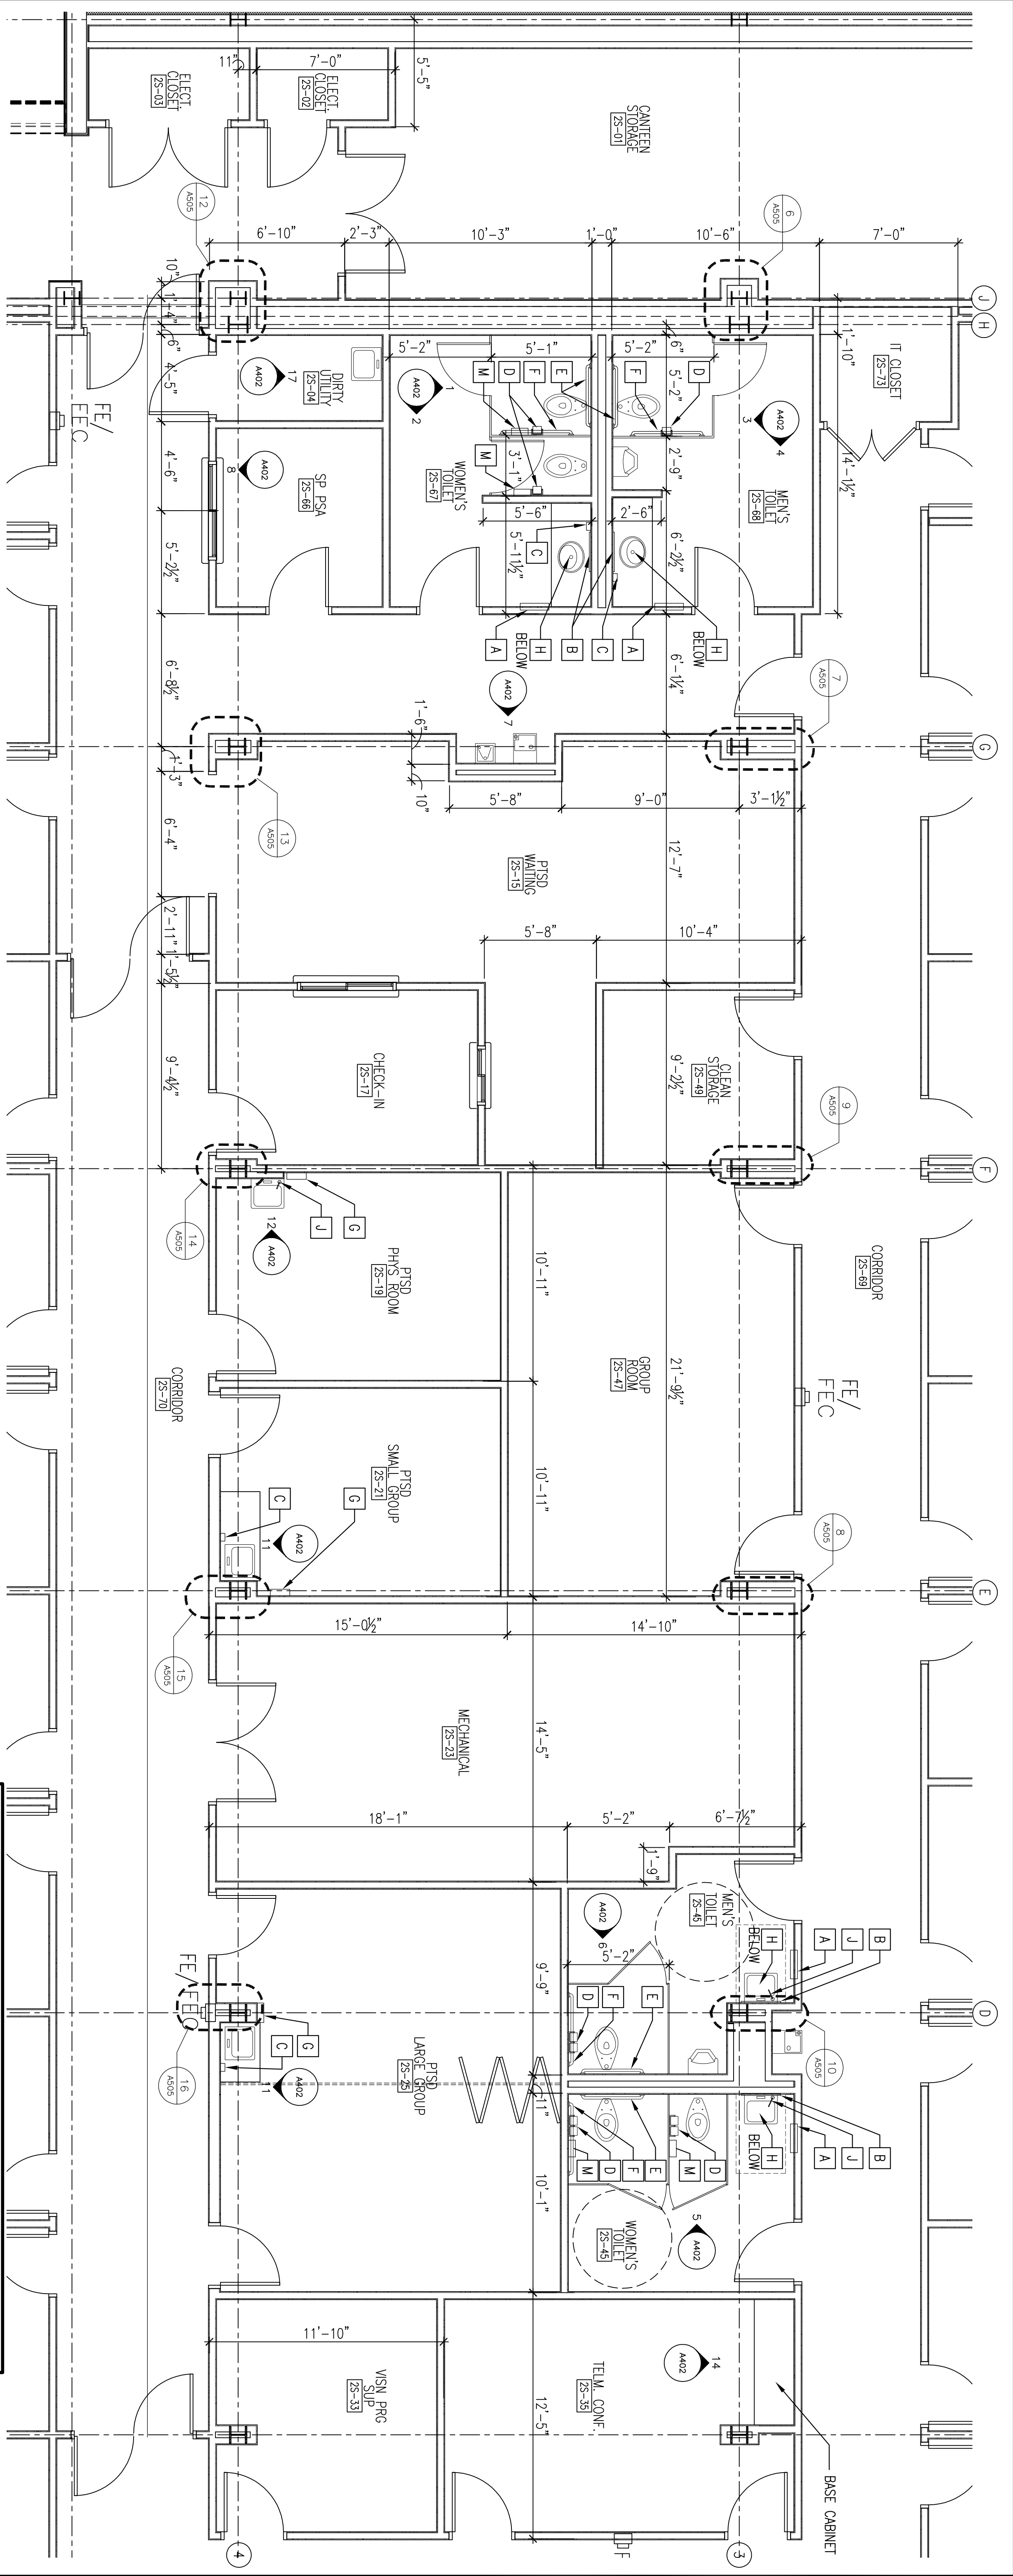 ELECT.
CLOSET
2S-03
ELECT.
CLOSET
2S-02
11"
7'-0"
5'-5"
CANTEEN
STORAGE
2S-01
12
A505
6
A505
6'-10"
2'-3"
10'-3"
1'-0"
10'-6"
7'-0"
J
H
10"
1'-4"
6"
4'-5"
4'-6"
5'-2½"
6'-8½"
1'-3"
6'-4"
2'-11"
1'-5½"
9'-4½"
FE/
FEC
A402
17
DIRTY
UTILITY
2S-04
A402
8
SP PSA
2S-66
5'-2"
5'-1"
5'-2"
A402
1
2
M
D
F
E
F
D
6"
5'-2"
2'-9"
6'-2½"
6'-1¼"
A402
3
4
1'-10"
14'-1½"
IT CLOSET
2S-73
MEN'S
TOILET
2S-68
WOMEN'S
TOILET
2S-67
M
3'-1"
5'-6"
5'-11½"
2'-6"
C
A
H
BELOW
B
C
A
H
BELOW
A402
7
7
A505
G
1'-6"
10"
5'-8"
9'-0"
3'-1½"
13
A505
PTSD
WAITING
2S-15
12'-7"
5'-8"
10'-4"
CHECK-IN
2S-17
CLEAN
STORAGE
2S-49
9'-2½"
9
A505
F
14
A505
12
A402
J
G
PTSD
PHYS ROOM
2S-19
10'-11"
GROUP
ROOM
2S-47
21'-9½"
CORRIDOR
2S-69
FE/
FEC
CORRIDOR
2S-70
PTSD
SMALL GROUP
2S-21
10'-11"
C
G
11
A402
8
A505
E
15
A505
15'-0½"
14'-10"
MECHANICAL
2S-23
14'-5"
18'-1"
5'-2"
6'-7½"
1'-9"
MEN'S
TOILET
2S-45
A402
6
5'-2"
BELOW
H
A
J
B
9'-9"
D
F
E
D
10
A505
FE/
FEC
16
A505
G
C
11
A402
PTSD
LARGE GROUP
2S-25
11"
10'-1"
M
D
F
E
M
D
BELOW
H
A
J
B
5
A402
WOMEN'S
TOILET
2S-45
11'-10"
VISN PRG
SUP
2S-33
TELM. CONF.
2S-35
12'-5"
14
A402
BASE CABINET
F
4
3